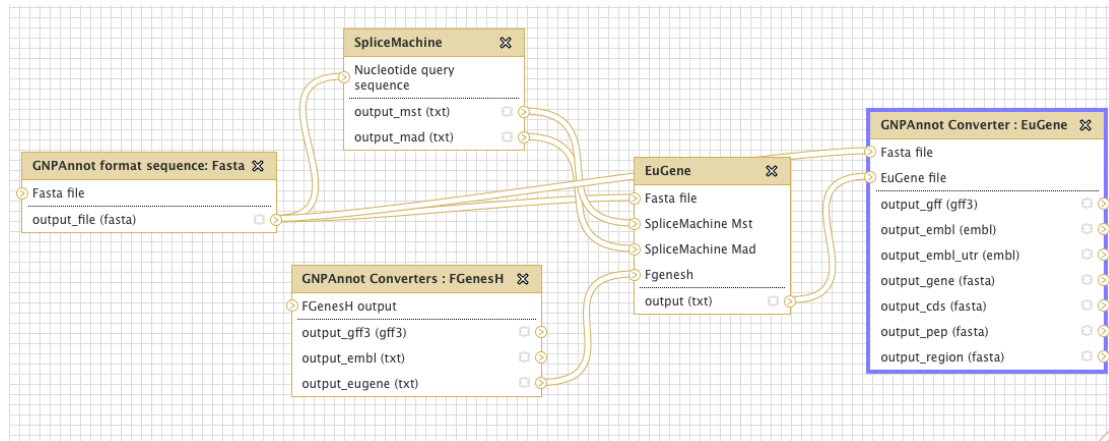 SpliceMachine
Nucleotide query
sequence
output_mst (txt)
output_mad (txt)
GNPAnnot format sequence: Fasta
Fasta file
output_file (fasta)
GNPAnnot Converters : FGenesH
FGenesH output
output_gff3 (gff3)
output_embl (txt)
output_eugene (txt)
EuGene
Fasta file
SpliceMachine Mst
SpliceMachine Mad
Fgenesh
output (txt)
GNPAnnot Converter : EuGene
Fasta file
EuGene file
output_gff (gff3)
output_embl (embl)
output_embl_utr (embl)
output_gene (fasta)
output_cds (fasta)
output_pep (fasta)
output_region (fasta)